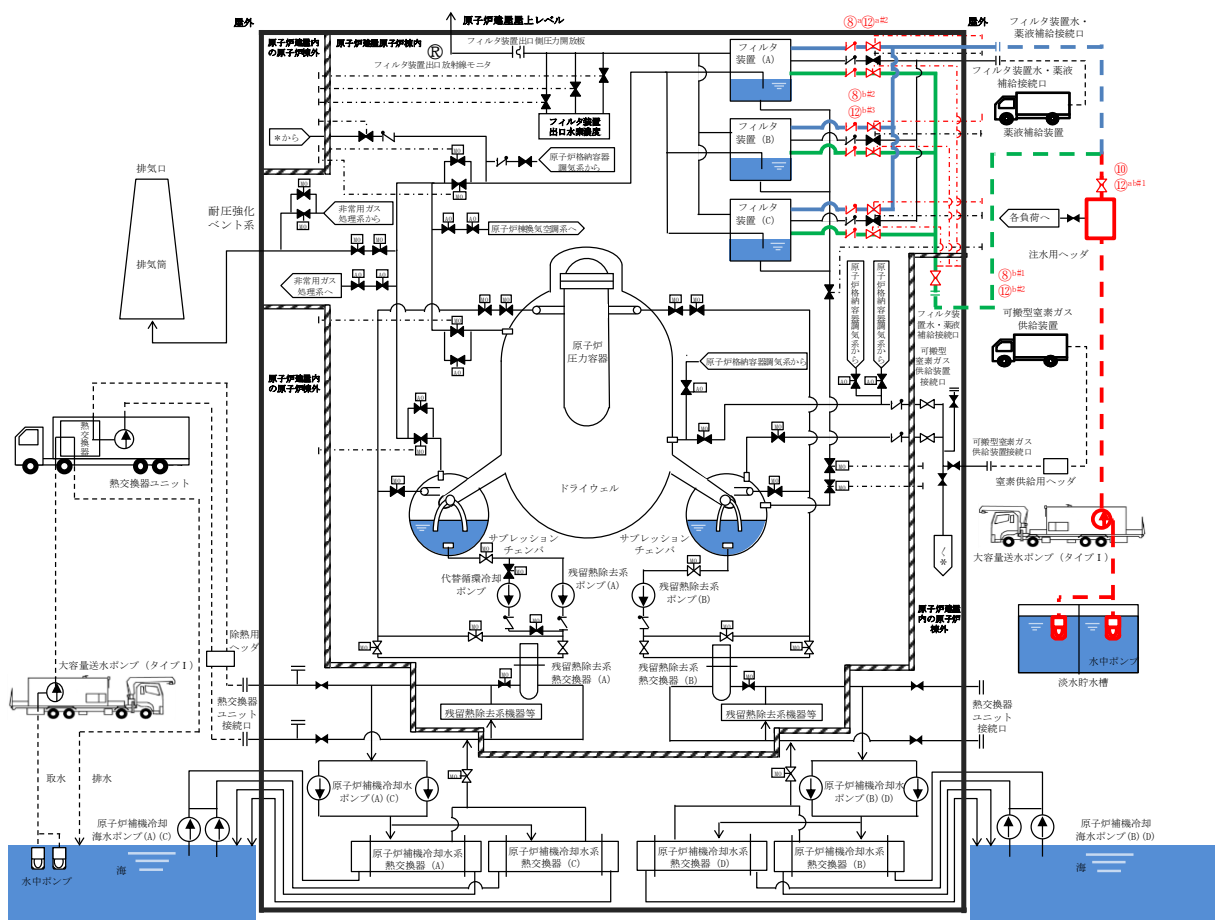 屋外
原子炉建屋屋上レベル
屋外
原子炉建屋内
の原子炉棟外
原子炉建屋原子炉棟内
フィルタ装置出口側圧力開放板
R
フィルタ装置出口放射線モニタ
フィルタ装置
出口水素濃度
フィルタ
装置(A)
フィルタ
装置(B)
フィルタ
装置(C)
⑧a⑫a#2
⑧b#2
⑫b#3
フィルタ装置水・
薬液補給接続口
フィルタ装置水・薬液
補給接続口
薬液補給装置
⑩
⑫ab#1
各負荷へ
注水用ヘッダ
⑧b#1
⑫b#2
フィルタ装
置水・薬液
補給接続口
可搬型窒素ガス
供給装置
可搬型
窒素ガス
供給装置
接続口
可搬型窒素ガス
供給装置接続口
窒素供給用ヘッダ
*から
原子炉格納容器
調気系から
排気口
排気筒
耐圧強化
ベント系
非常用ガス
処理系から
原子炉棟換気空調系へ
非常用ガス
処理系へ
原子炉
圧力容器
原子炉格納容器調気系から
原子炉格納容器
調気系から
原子炉格納容器
調気系から
原子炉建屋内
の原子炉棟外
熱交換器
熱交換器ユニット
ドライウェル
サプレッション
チェンバ
サプレッション
チェンバ
代替循環冷却
ポンプ
残留熱除去系
ポンプ(A)
残留熱除去系
ポンプ(B)
大容量送水ポンプ(タイプⅠ)
水中ポンプ
淡水貯水槽
原子炉建屋
内の原子炉
棟外
除熱用
ヘッダ
大容量送水ポンプ(タイプⅠ)
熱交換器
ユニット
接続口
残留熱除去系
熱交換器(A)
残留熱除去系
熱交換器(B)
残留熱除去系機器等
残留熱除去系機器等
熱交換器
ユニット
接続口
取水
排水
原子炉補機冷却水
ポンプ(A)(C)
原子炉補機冷却水
ポンプ(B)(D)
原子炉補機冷却
海水ポンプ(A)(C)
原子炉補機冷却
海水ポンプ(B)(D)
原子炉補機冷却水系
熱交換器(A)
原子炉補機冷却水系
熱交換器(C)
原子炉補機冷却水系
熱交換器(D)
原子炉補機冷却水系
熱交換器(B)
水中ポンプ
海
海